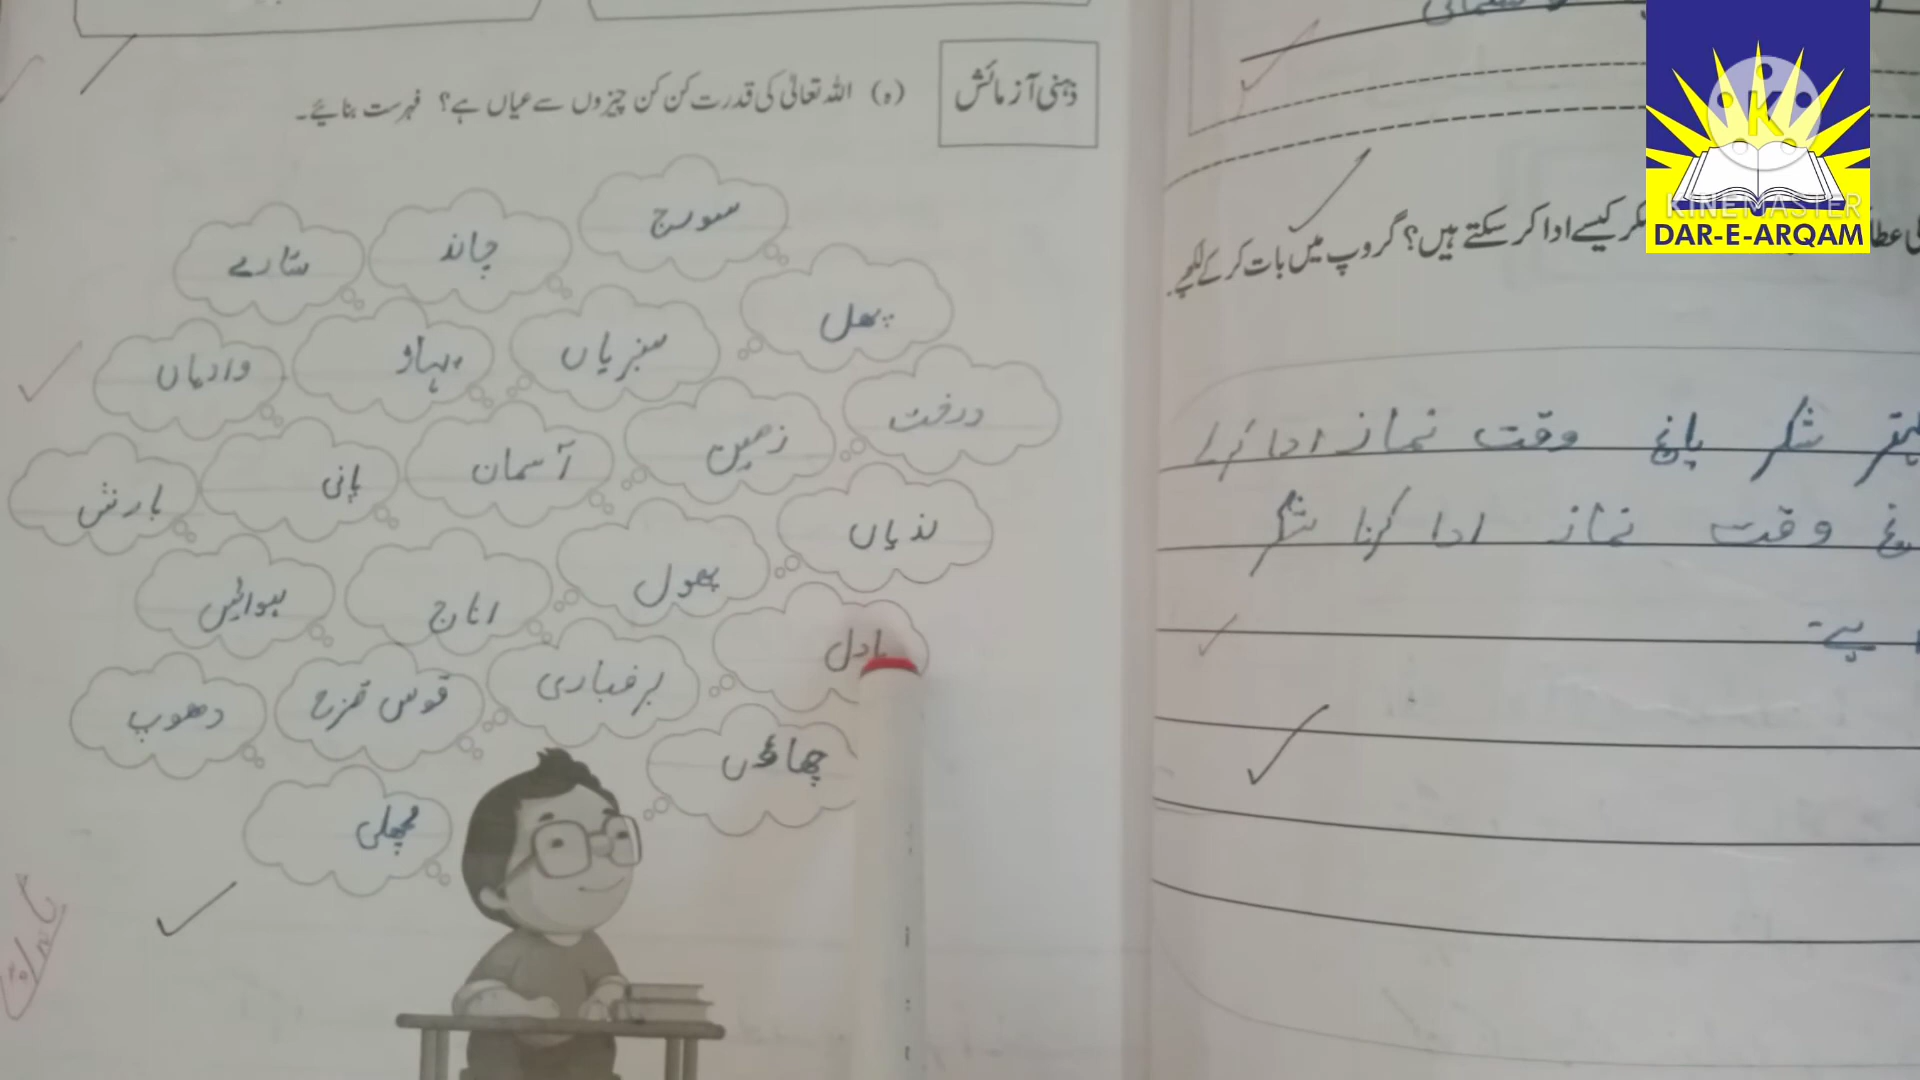 ذہنی آزمائش
(ہ) اللہ تعالیٰ کی قدرت کن کن چیزوں سے عیاں ہے؟ فہرست بنائیے۔
سورج
چاند
ستارے
پھل
سبزیاں
پہاڑ
وادیاں
درخت
زمین
آسمان
پانی
بارش
ندیاں
پھول
اناج
ہوائیں
بادل
برفباری
قوس قزح
دھوپ
چھاؤں
مچھلی
کیسے ادا کر سکتے ہیں؟ گروپ میں بات کر کے لکھیے۔
شکر پانچ وقت نماز ادا کر کے
وقت نماز ادا کرنا شکر
ہے۔
K
KINEMASTER
DAR-E-ARQAM